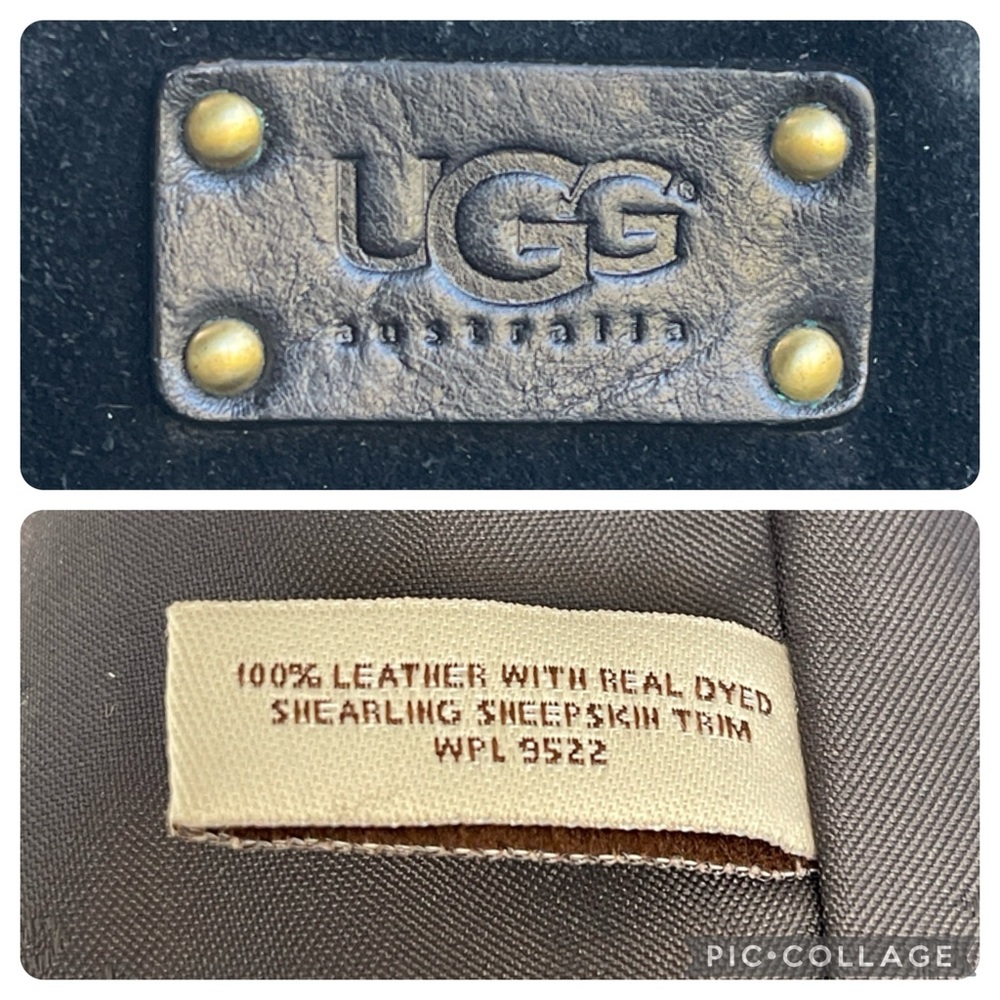 UGG®
australia
100% LEATHER WITH REAL DYED
SHEARLING SHEEPSKIN TRIM
WPL 9522
PIC•COLLAGE